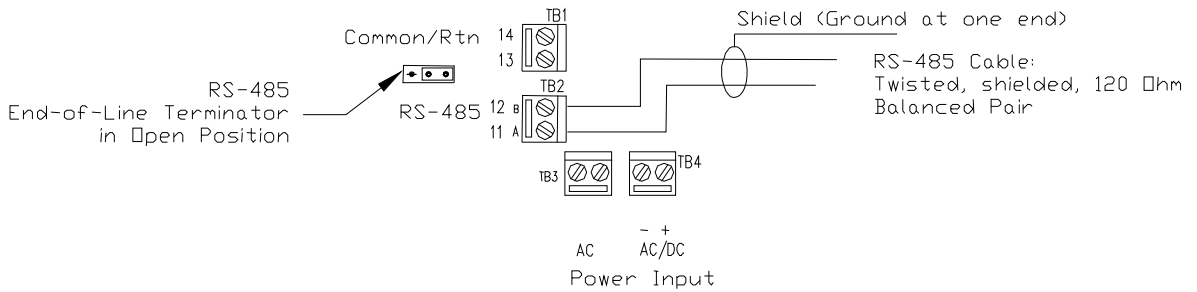 TB1
Shield (Ground at one end)
Common/Rtn
14
13
RS-485 Cable:
Twisted, shielded, 120 Ohm
Balanced Pair
RS-485
End-of-Line Terminator
in Open Position
TB2
RS-485
12 B
11 A
TB3
TB4
- +
AC
AC/DC
Power Input